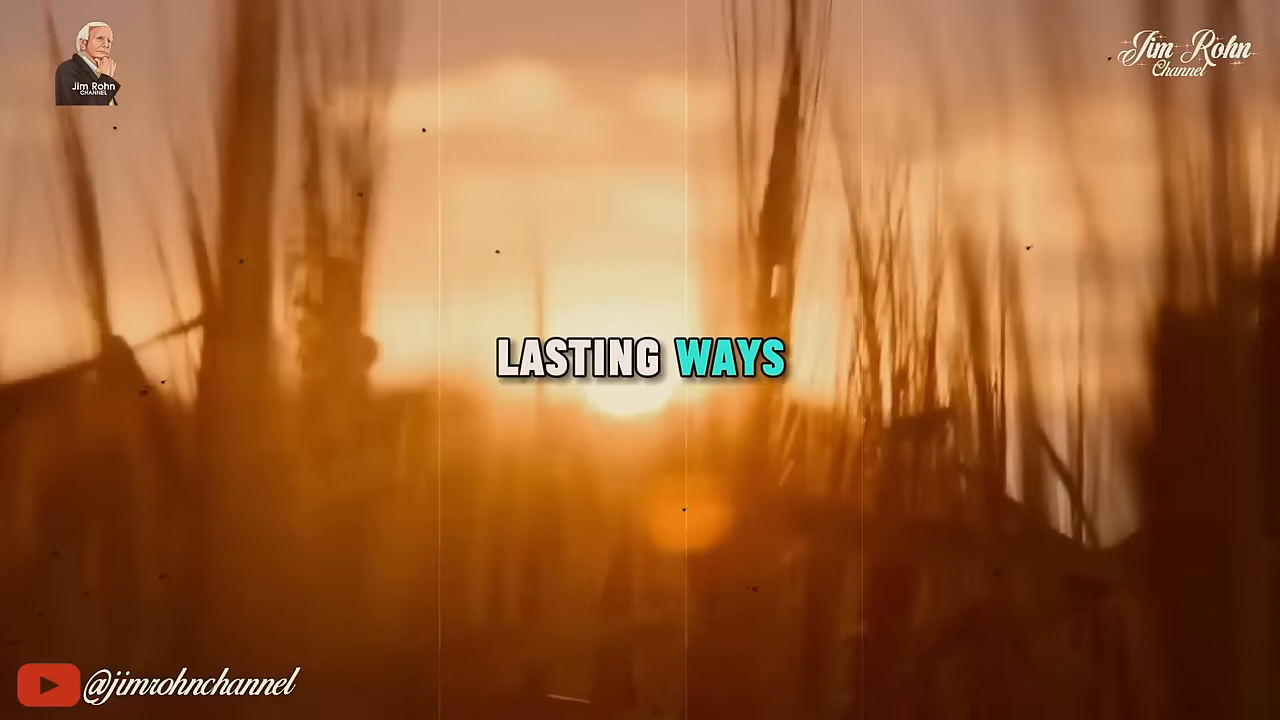 Jim Rohn
CHANNEL
Jim Rohn
Channel
LASTING WAYS
@jimrohnchannel